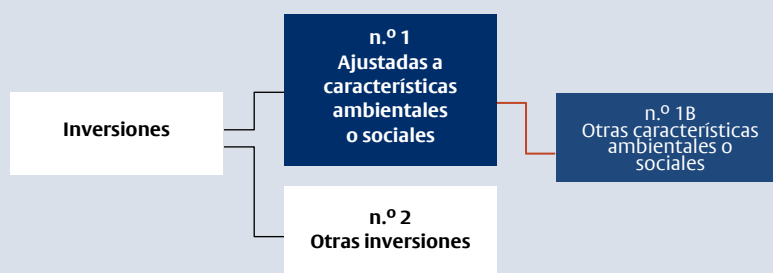 Inversiones
n.º 1
Ajustadas a
características
ambientales
o sociales
n.º 1B
Otras características
ambientales o
sociales
n.º 2
Otras inversiones